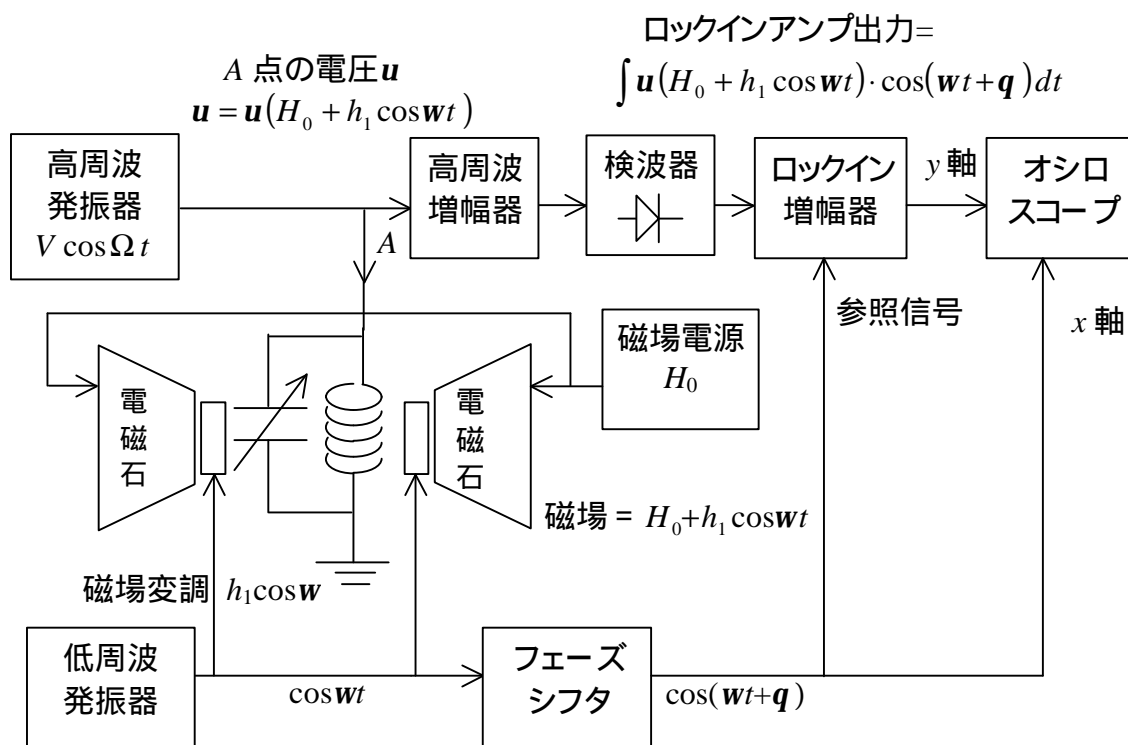 ロックインアンプ出力=
∫u(H₀ + h₁ cos wt)·cos(wt + q)dt
A 点の電圧u
u = u(H₀ + h₁ cos wt)
高周波
発振器
V cos Ω t
高周波
増幅器
検波器
ロックイン
増幅器
y 軸
オシロ
スコープ
A
参照信号
x 軸
磁場電源
H₀
電
磁
石
電
磁
石
磁場 = H₀+h₁ cos wt
磁場変調 h₁cos w
低周波
発振器
cos wt
フェーズ
シフタ
cos(wt+q)